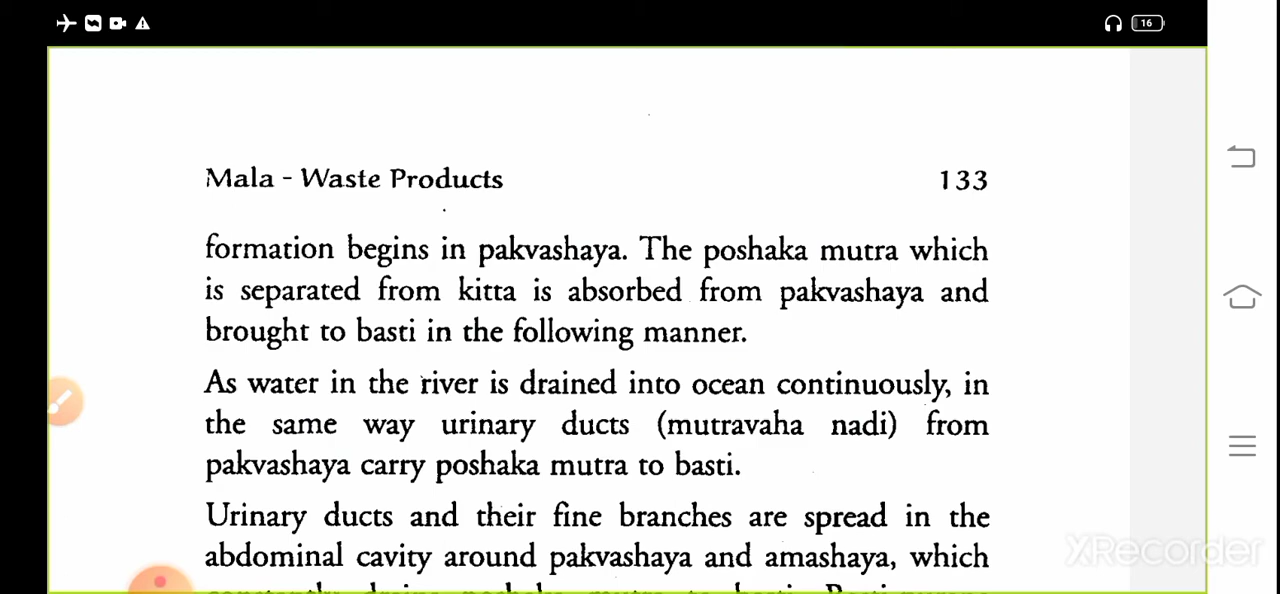 16
Mala - Waste Products 133
formation begins in pakvashaya. The poshaka mutra which
is separated from kitta is absorbed from pakvashaya and
brought to basti in the following manner.
As water in the river is drained into ocean continuously, in
the same way urinary ducts (mutravaha nadi) from
pakvashaya carry poshaka mutra to basti.
Urinary ducts and their fine branches are spread in the
abdominal cavity around pakvashaya and amashaya, which
XRecorder